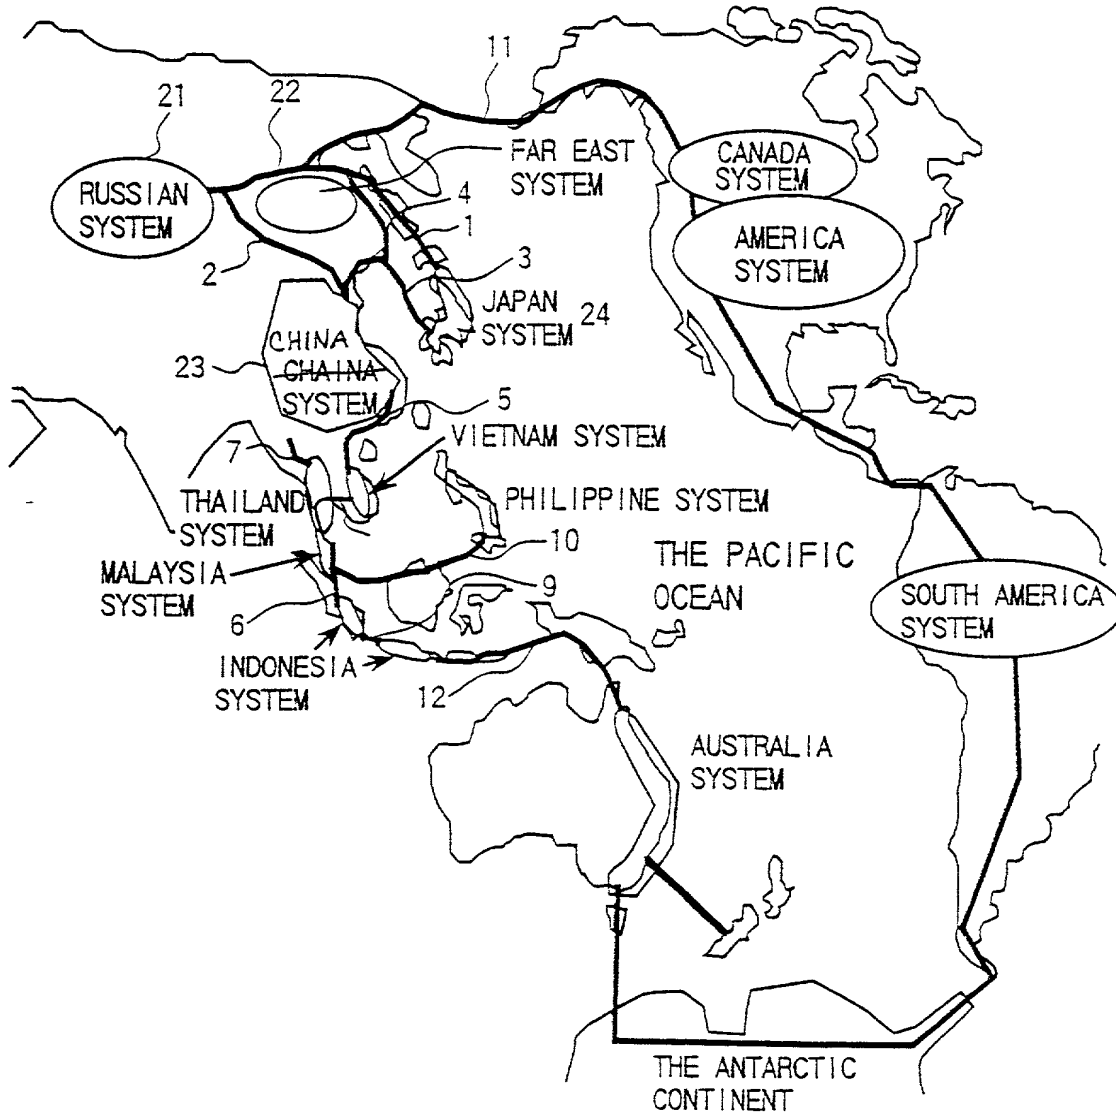 11
21
22
FAR EAST
SYSTEM
CANADA
SYSTEM
RUSSIAN
SYSTEM
4
1
AMERICA
SYSTEM
2
3
JAPAN
SYSTEM
24
CHINA
CHAINA
SYSTEM
23
5
VIETNAM SYSTEM
7
THAILAND
SYSTEM
PHILIPPINE SYSTEM
10
THE PACIFIC
OCEAN
MALAYSIA
SYSTEM
9
6
SOUTH AMERICA
SYSTEM
INDONESIA
SYSTEM
12
AUSTRALIA
SYSTEM
THE ANTARCTIC
CONTINENT